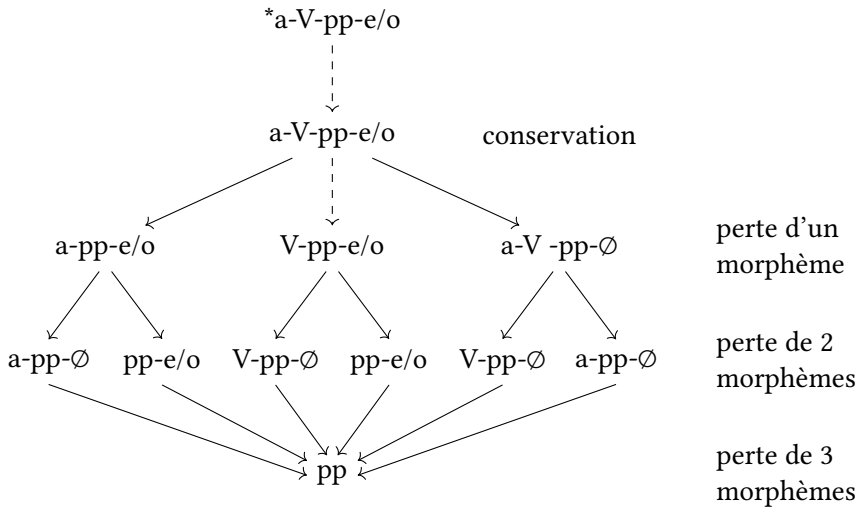 *a-V-pp-e/o
a-V-pp-e/o conservation
a-pp-e/o V-pp-e/o a-V -pp-∅ perte d'un
morphème
a-pp-∅ pp-e/o V-pp-∅ pp-e/o V-pp-∅ a-pp-∅ perte de 2
morphèmes
pp perte de 3
morphèmes